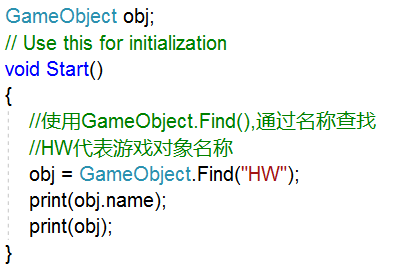 GameObject obj;
// Use this for initialization
void Start()
{
//使用GameObject.Find(),通过名称查找
//HW代表游戏对象名称
obj = GameObject.Find("HW");
print(obj.name);
print(obj);
}